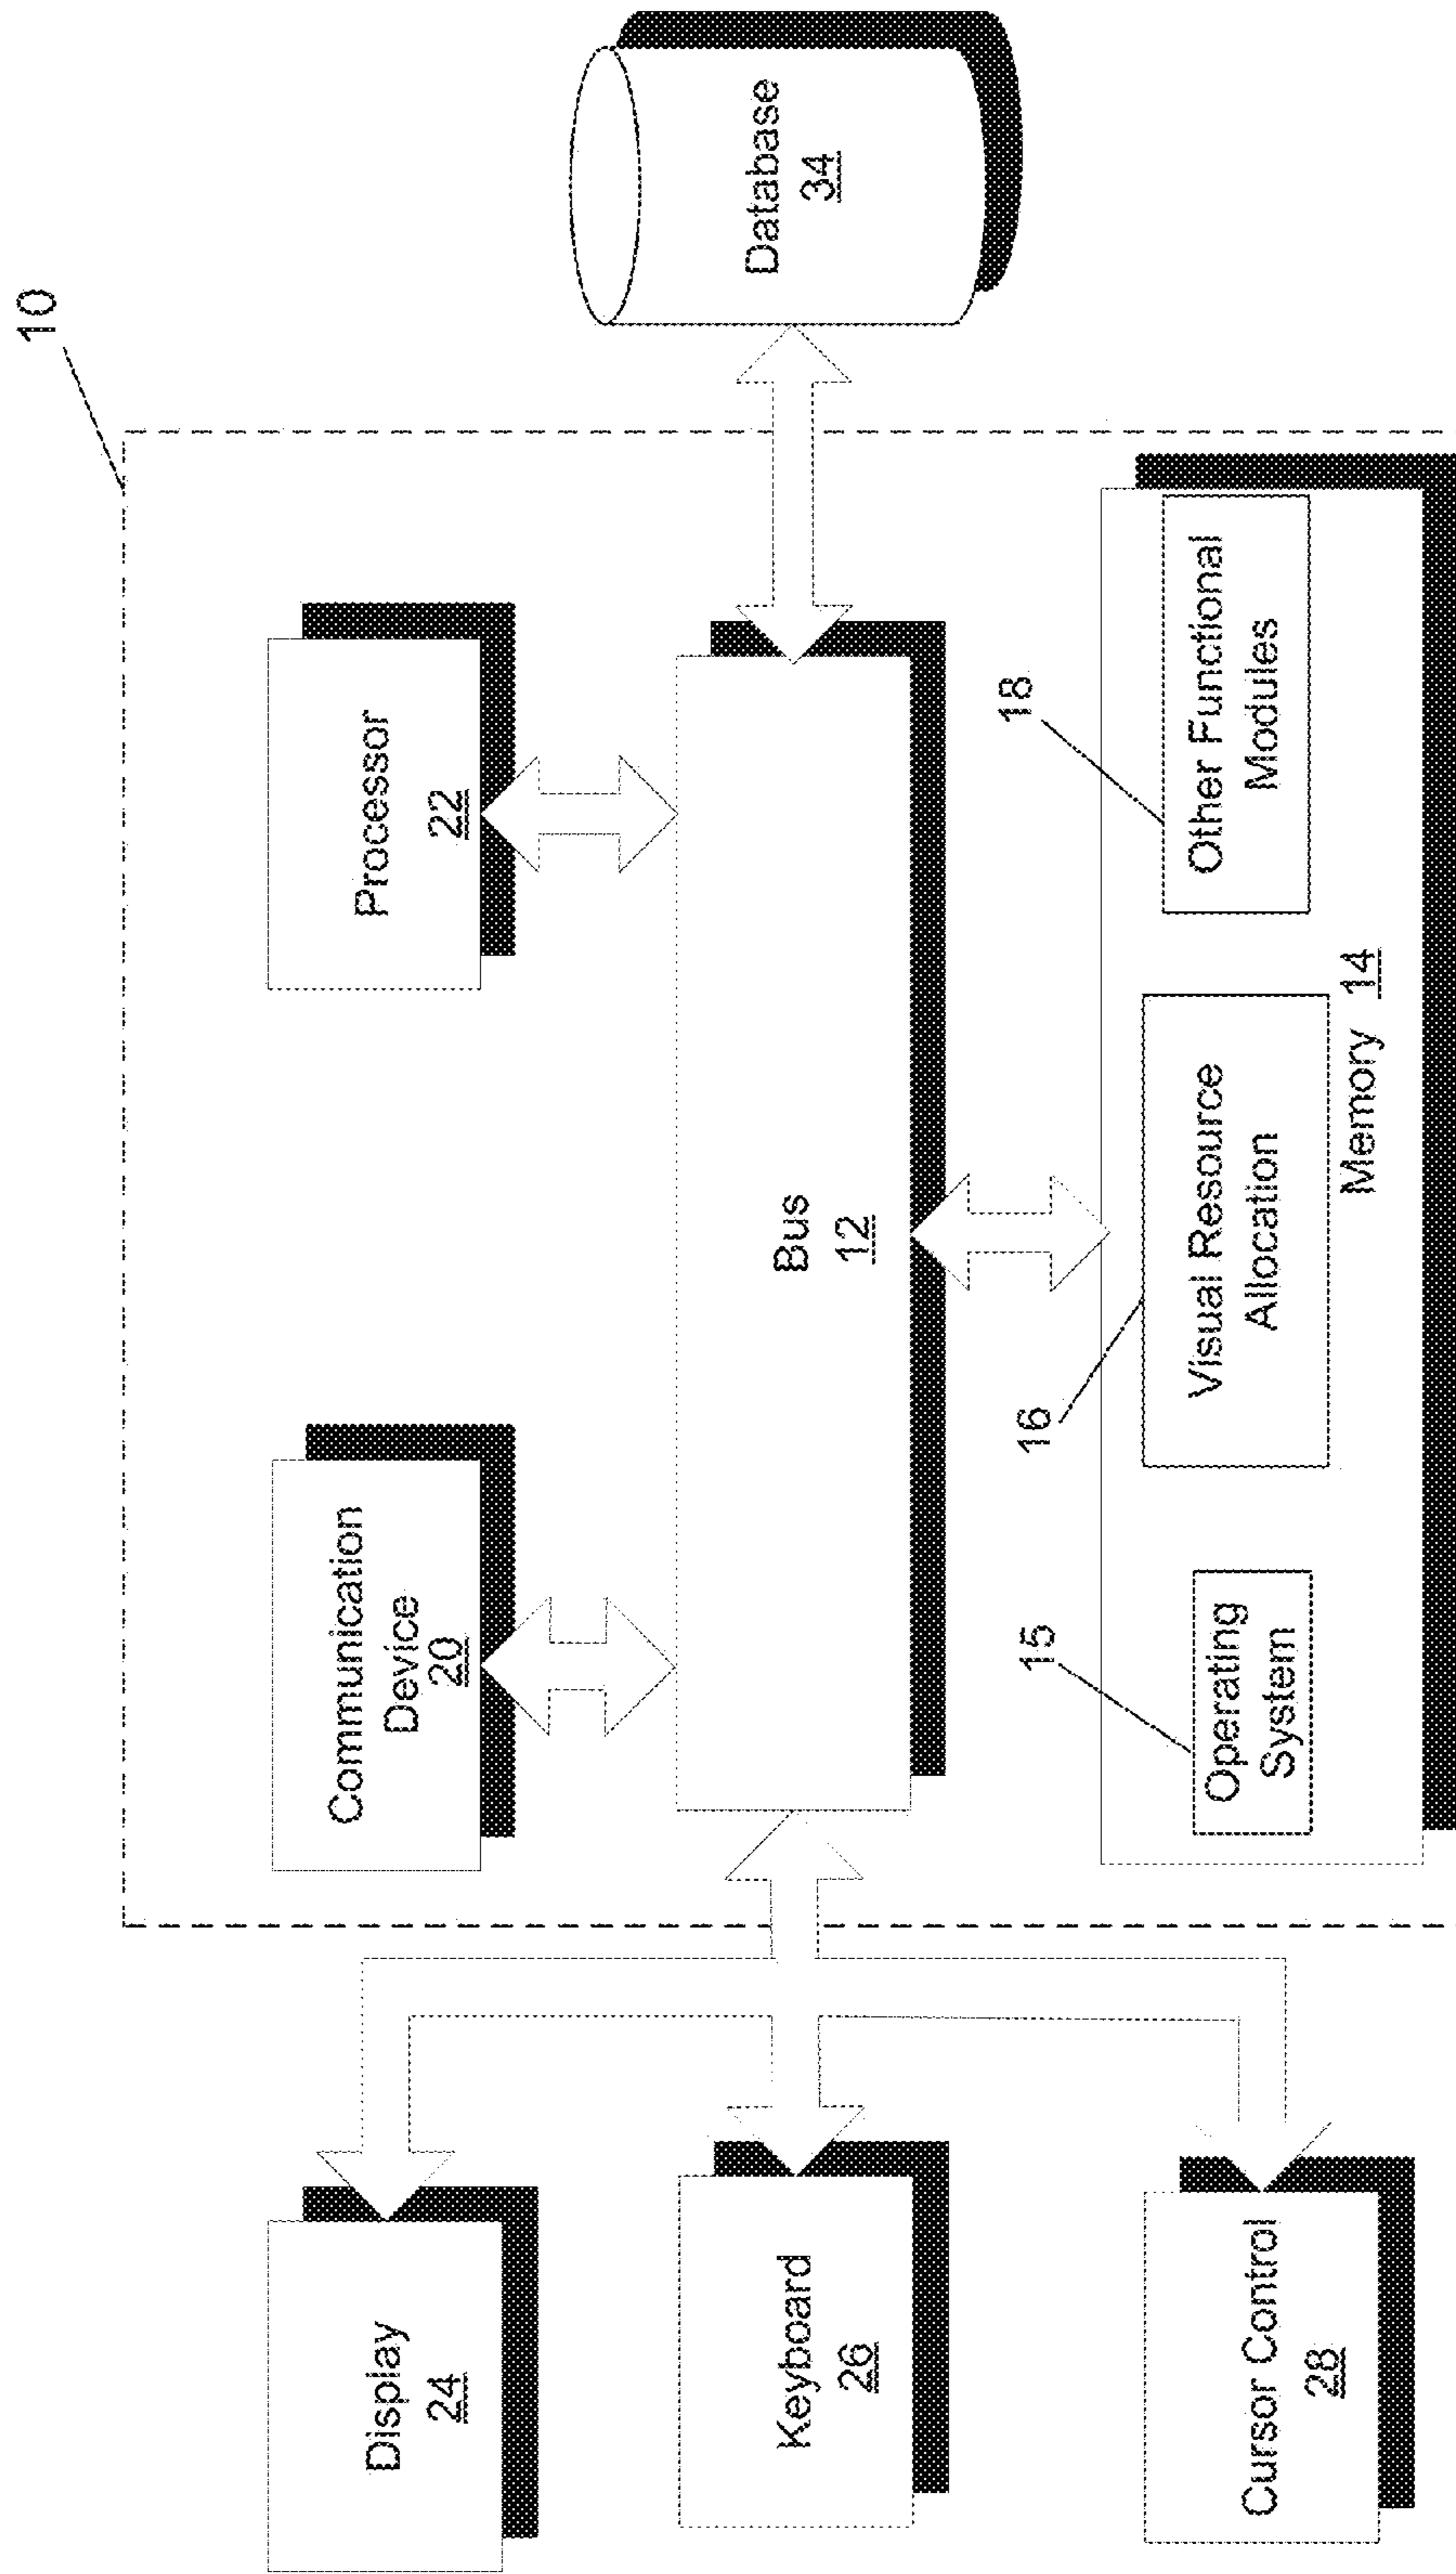 10
Display
24
Communication
Device
20
Processor
22
Keyboard
26
Bus
12
Database
34
15
16
18
Cursor Control
28
Operating
System
Visual Resource
Allocation
Other Functional
Modules
Memory 14